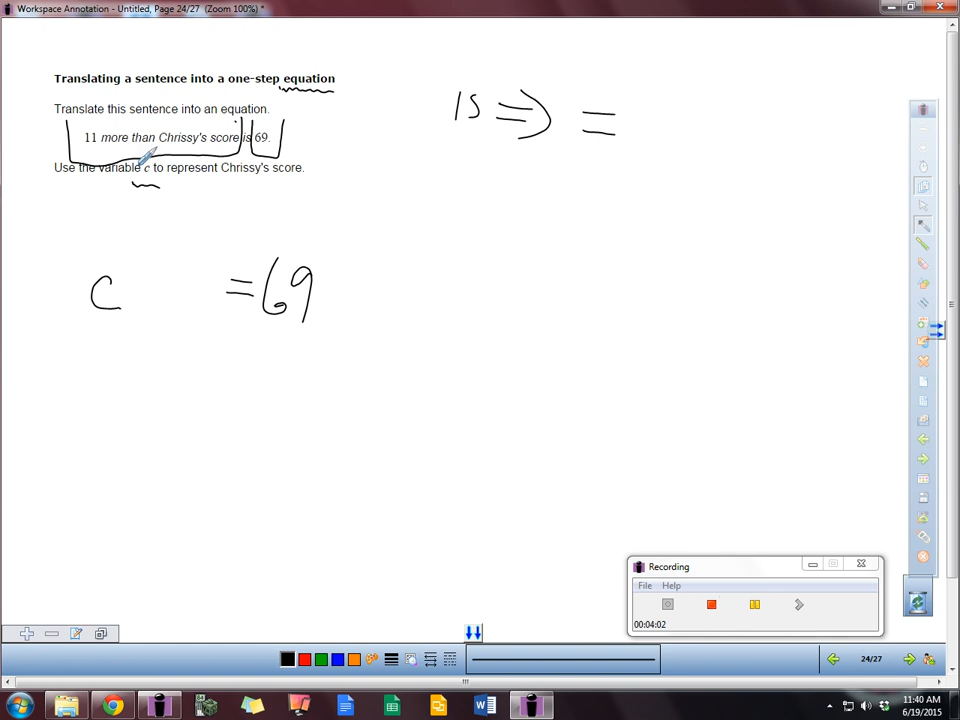 Workspace Annotation - Untitled, Page 24/27 (Zoom 100%) *
Translating a sentence into a one-step equation
Translate this sentence into an equation.
11 more than Chrissy's score is 69.
Use the variable c to represent Chrissy's score.
is ⇒ =
c = 69
Recording
File Help
00:04:02
24/27
11:40 AM
6/19/2015